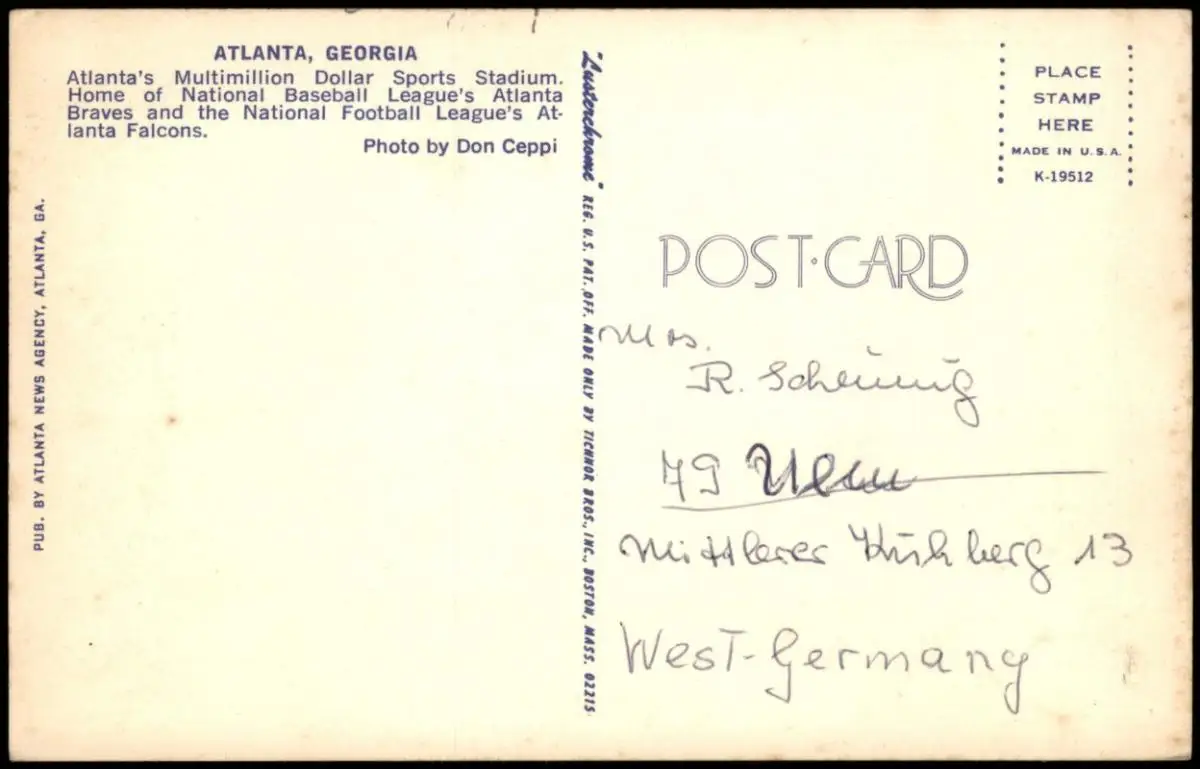 ATLANTA, GEORGIA
Atlanta's Multimillion Dollar Sports Stadium.
Home of National Baseball League's Atlanta
Braves and the National Football League's At-
lanta Falcons.
Photo by Don Ceppi
PUB. BY ATLANTA NEWS AGENCY, ATLANTA, GA.
"Lusterchrome" REG. U.S. PAT. OFF. MADE ONLY BY TICHNOR BROS., INC., BOSTON, MASS. 02215
PLACE
STAMP
HERE
MADE IN U.S.A.
K-19512
POST·CARD
Mrs.
R.
79 Ulm
Mittlerer Kuhberg 13
West-Germany